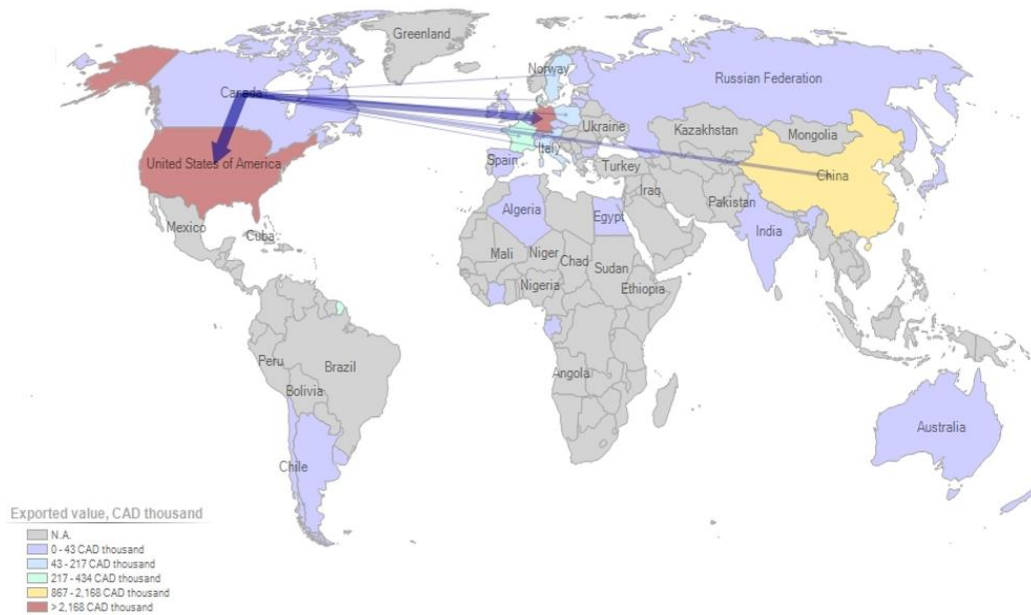 Greenland
Norway
Russian Federation
Canada
Ukraine
Kazakhstan
Mongolia
United States of America
Spain
Italy
Turkey
China
Iraq
Pakistan
Mexico
Cuba
Algeria
Egypt
India
Mali
Niger
Chad
Sudan
Nigeria
Ethiopia
Peru
Brazil
Bolivia
Angola
Chile
Australia
Exported value, CAD thousand
N.A.
0 - 43 CAD thousand
43 - 217 CAD thousand
217 - 434 CAD thousand
867 - 2,168 CAD thousand
> 2,168 CAD thousand